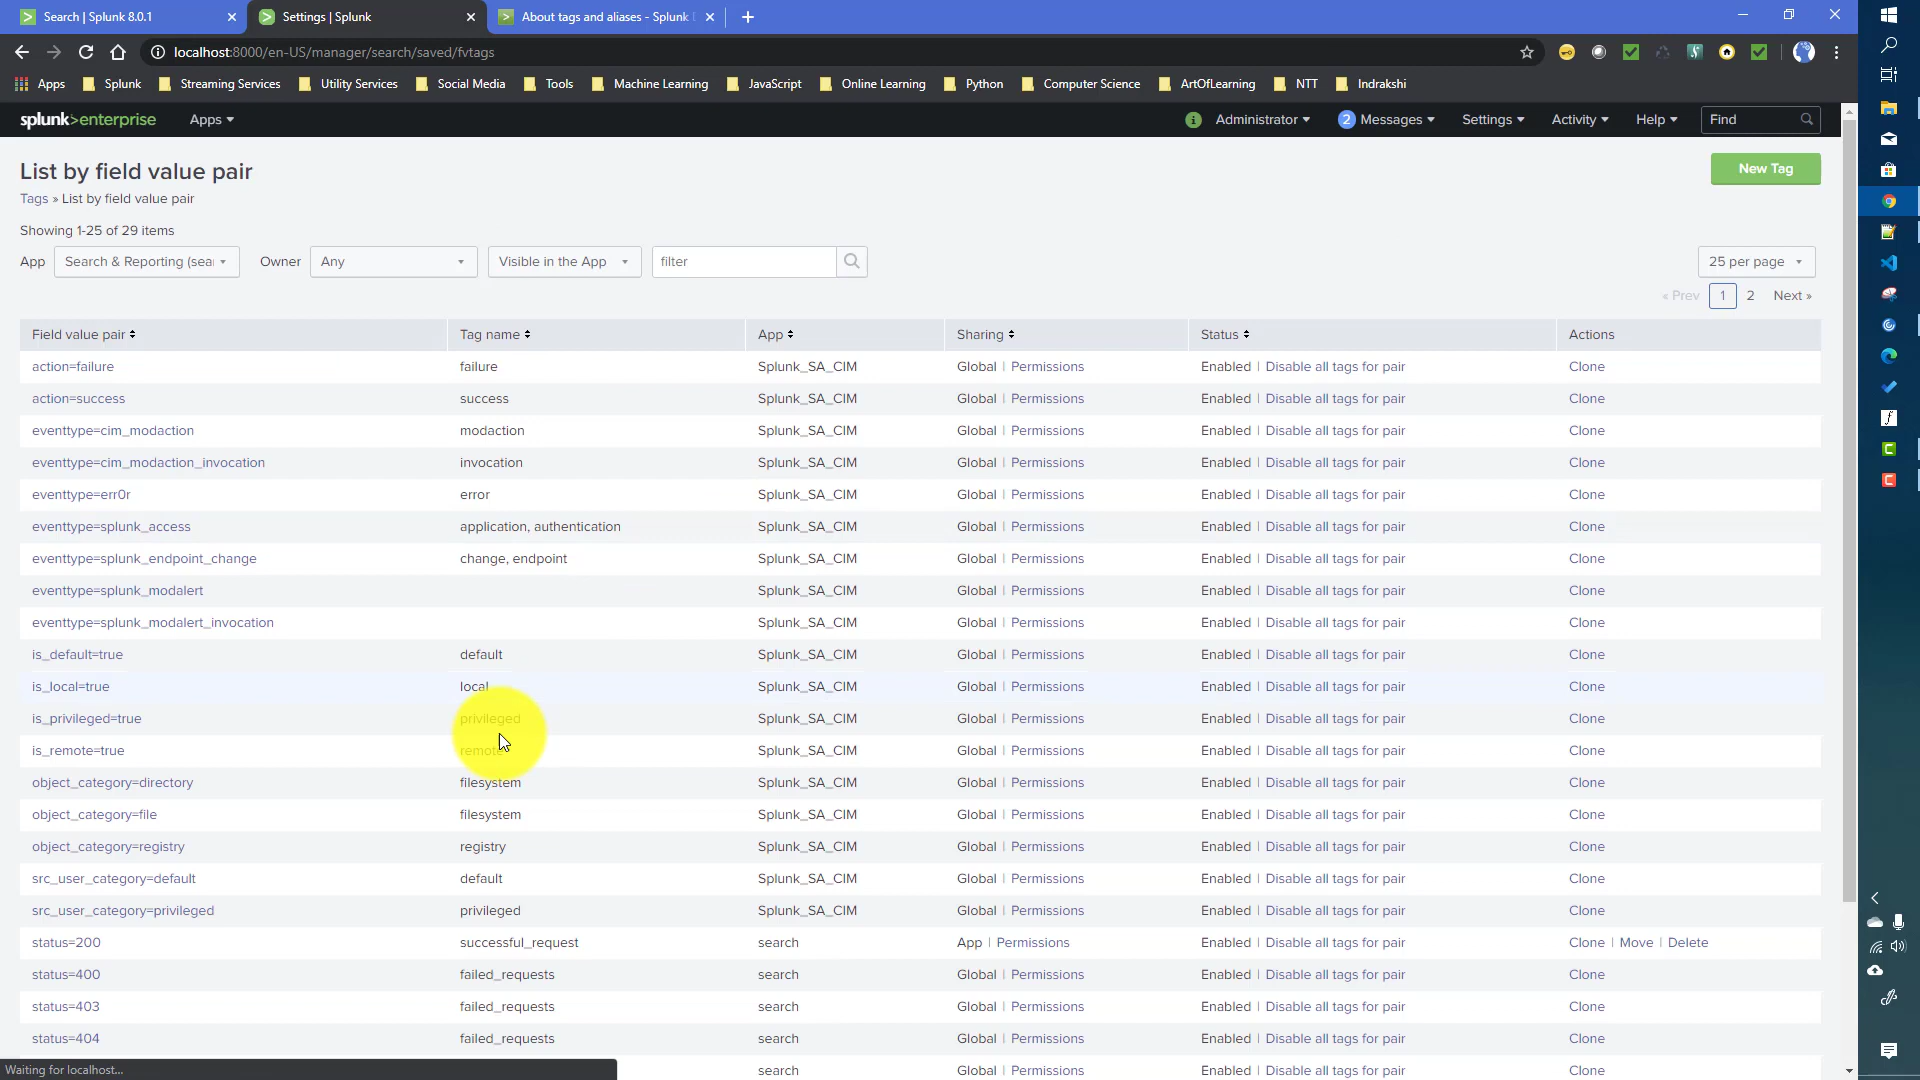 Search | Splunk 8.0.1
Settings | Splunk
About tags and aliases - Splunk
localhost:8000/en-US/manager/search/saved/fvtags
Apps Splunk Streaming Services Utility Services Social Media Tools Machine Learning JavaScript Online Learning Python Computer Science ArtOfLearning NTT Indrakshi
splunk>enterprise Apps Administrator 2 Messages Settings Activity Help Find
List by field value pair New Tag
Tags » List by field value pair
Showing 1-25 of 29 items
App Search & Reporting (sear Owner Any Visible in the App filter 25 per page
« Prev 1 2 Next »
Field value pair Tag name App Sharing Status Actions
action=failure failure Splunk_SA_CIM Global | Permissions Enabled | Disable all tags for pair Clone
action=success success Splunk_SA_CIM Global | Permissions Enabled | Disable all tags for pair Clone
eventtype=cim_modaction modaction Splunk_SA_CIM Global | Permissions Enabled | Disable all tags for pair Clone
eventtype=cim_modaction_invocation invocation Splunk_SA_CIM Global | Permissions Enabled | Disable all tags for pair Clone
eventtype=err0r error Splunk_SA_CIM Global | Permissions Enabled | Disable all tags for pair Clone
eventtype=splunk_access application, authentication Splunk_SA_CIM Global | Permissions Enabled | Disable all tags for pair Clone
eventtype=splunk_endpoint_change change, endpoint Splunk_SA_CIM Global | Permissions Enabled | Disable all tags for pair Clone
eventtype=splunk_modalert Splunk_SA_CIM Global | Permissions Enabled | Disable all tags for pair Clone
eventtype=splunk_modalert_invocation Splunk_SA_CIM Global | Permissions Enabled | Disable all tags for pair Clone
is_default=true default Splunk_SA_CIM Global | Permissions Enabled | Disable all tags for pair Clone
is_local=true local Splunk_SA_CIM Global | Permissions Enabled | Disable all tags for pair Clone
is_privileged=true privileged Splunk_SA_CIM Global | Permissions Enabled | Disable all tags for pair Clone
is_remote=true remote Splunk_SA_CIM Global | Permissions Enabled | Disable all tags for pair Clone
object_category=directory filesystem Splunk_SA_CIM Global | Permissions Enabled | Disable all tags for pair Clone
object_category=file filesystem Splunk_SA_CIM Global | Permissions Enabled | Disable all tags for pair Clone
object_category=registry registry Splunk_SA_CIM Global | Permissions Enabled | Disable all tags for pair Clone
src_user_category=default default Splunk_SA_CIM Global | Permissions Enabled | Disable all tags for pair Clone
src_user_category=privileged privileged Splunk_SA_CIM Global | Permissions Enabled | Disable all tags for pair Clone
status=200 successful_request search App | Permissions Enabled | Disable all tags for pair Clone | Move | Delete
status=400 failed_requests search Global | Permissions Enabled | Disable all tags for pair Clone
status=403 failed_requests search Global | Permissions Enabled | Disable all tags for pair Clone
status=404 failed_requests search Global | Permissions Enabled | Disable all tags for pair Clone
search Global | Permissions Enabled | Disable all tags for pair Clone
Waiting for localhost...